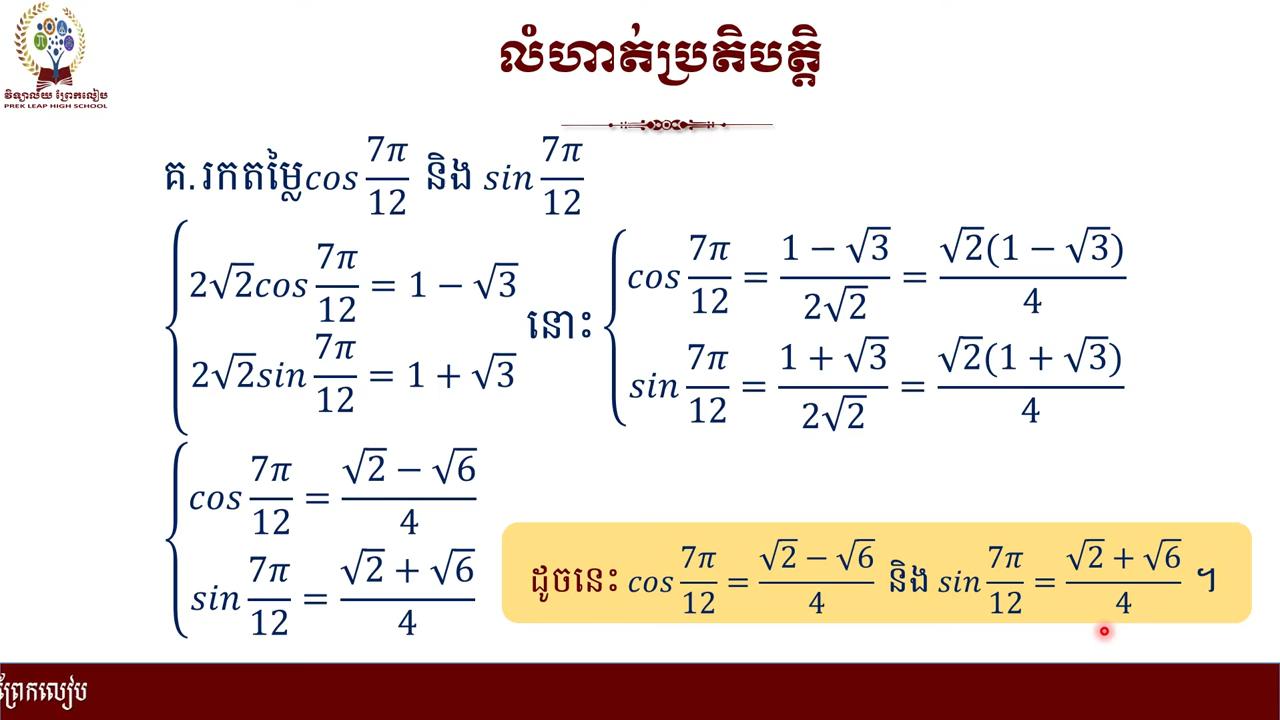 វិទ្យាល័យ ព្រែកលៀប
PREK LEAP HIGH SCHOOL
លំហាត់ប្រតិបត្តិ
គ. រកតម្លៃ cos 7π/12 និង sin 7π/12
2√2cos 7π/12 = 1 − √3
2√2sin 7π/12 = 1 + √3
នោះ
cos 7π/12 = (1 − √3)/(2√2) = √2(1 − √3)/4
sin 7π/12 = (1 + √3)/(2√2) = √2(1 + √3)/4
cos 7π/12 = (√2 − √6)/4
sin 7π/12 = (√2 + √6)/4
ដូចនេះ cos 7π/12 = (√2 − √6)/4 និង sin 7π/12 = (√2 + √6)/4 ។
ព្រែកលៀប